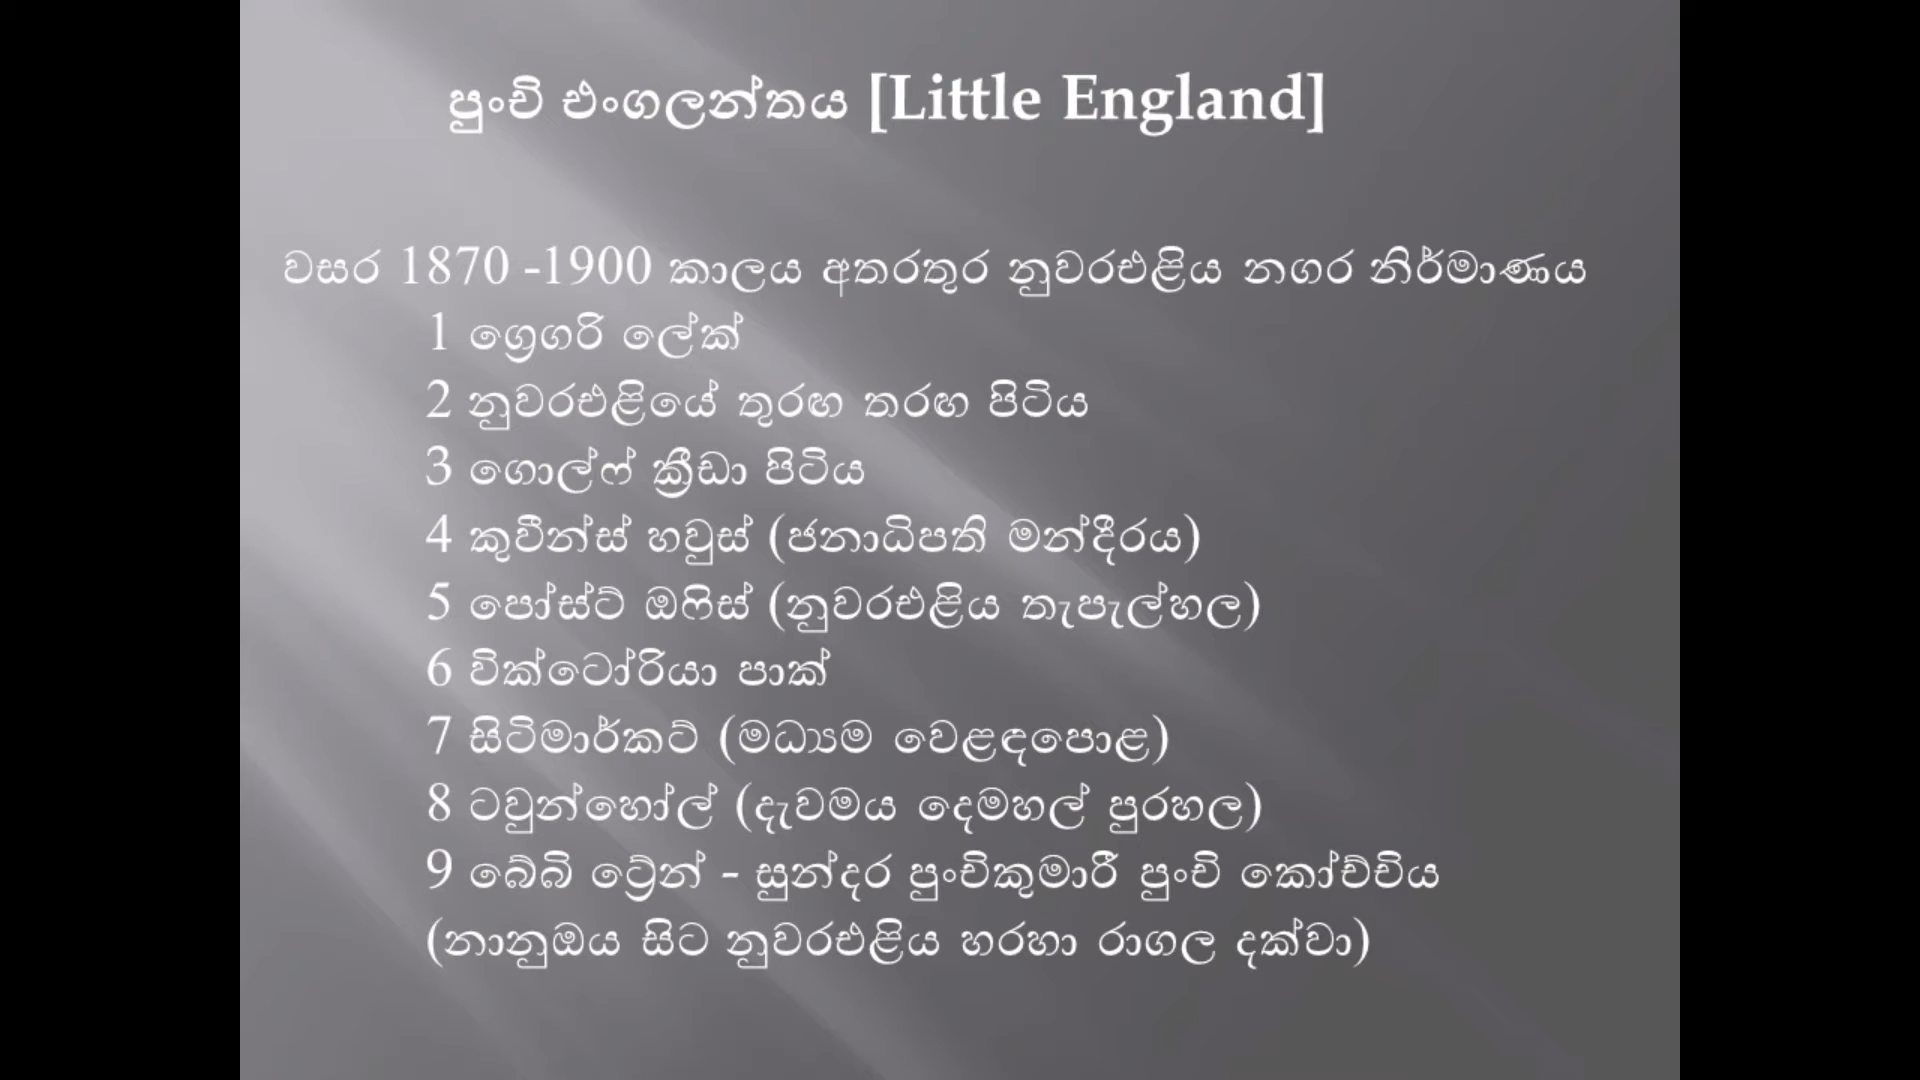 පුංචි එංගලන්තය [Little England]
වසර 1870 -1900 කාලය අතරතුර නුවරඑළිය නගර නිර්මාණය
1 ග්‍රෙගරි ලේක්
2 නුවරඑළියේ තුරඟ තරඟ පිටිය
3 ගොල්ෆ් ක්‍රීඩා පිටිය
4 කුවීන්ස් හවුස් (ජනාධිපති මන්දීරය)
5 පෝස්ට් ඔෆිස් (නුවරඑළිය තැපැල්හල)
6 වික්ටෝරියා පාක්
7 සිටිමාර්කට් (මධ්‍යම වෙළඳපොළ)
8 ටවුන්හෝල් (දැවමය දෙමහල් පුරහල)
9 බේබි ට්‍රේන් - සුන්දර පුංචිකුමාරී පුංචි කෝච්චිය
(නානුඔය සිට නුවරඑළිය හරහා රාගල දක්වා)